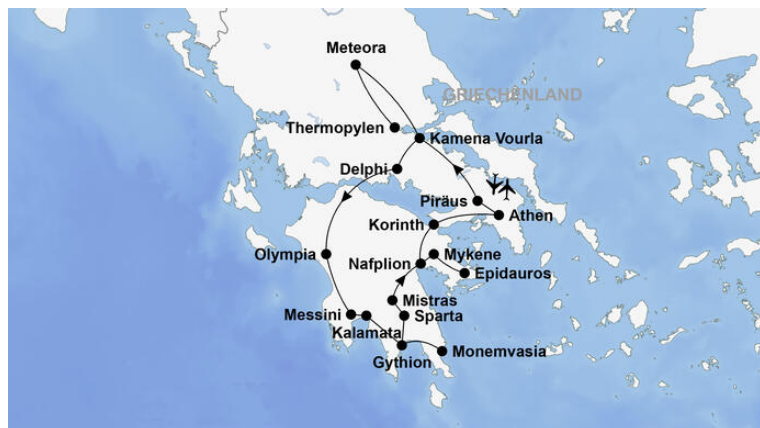 Meteora
GRIECHENLAND
Thermopylen
Kamena Vourla
Delphi
Piräus
Athen
Korinth
Olympia
Mykene
Nafplion
Epidauros
Mistras
Messini
Sparta
Kalamata
Monemvasia
Gythion